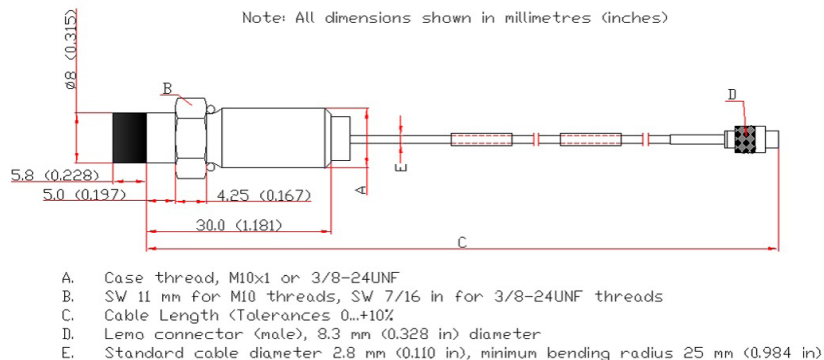 Note: All dimensions shown in millimetres (inches)
ø8 (0.315)
B
D
5.8 (0.228)
5.0 (0.197)
4.25 (0.167)
A
E
30.0 (1.181)
C
A. Case thread, M10x1 or 3/8-24UNF
B. SW 11 mm for M10 threads, SW 7/16 in for 3/8-24UNF threads
C. Cable Length (Tolerances 0...+10%
D. Lemo connector (male), 8.3 mm (0.328 in) diameter
E. Standard cable diameter 2.8 mm (0.110 in), minimum bending radius 25 mm (0.984 in)